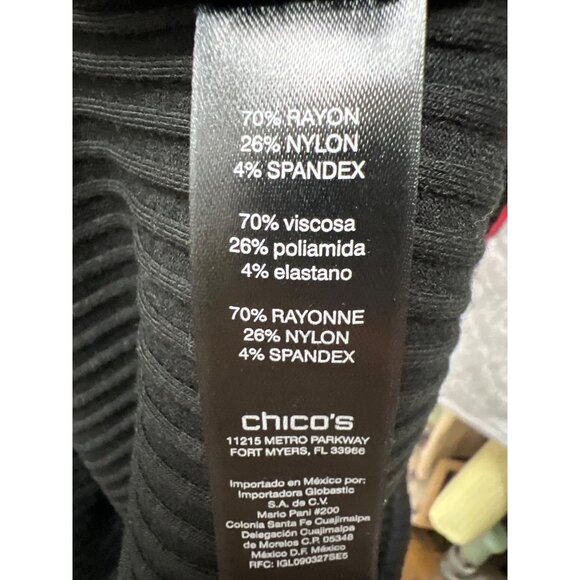 70% RAYON
26% NYLON
4% SPANDEX
70% viscosa
26% poliamida
4% elastano
70% RAYONNE
26% NYLON
4% SPANDEX
chico's
11215 METRO PARKWAY
FORT MYERS, FL 33966
Importado en México por:
Importadora Globastic
S.A. de C.V.
Mario Pani #200
Colonia Santa Fe Cuajimalpa
Delegación Cuajimalpa
de Morelos C.P. 05348
México D.F. México
RFC: IGL090327SE5